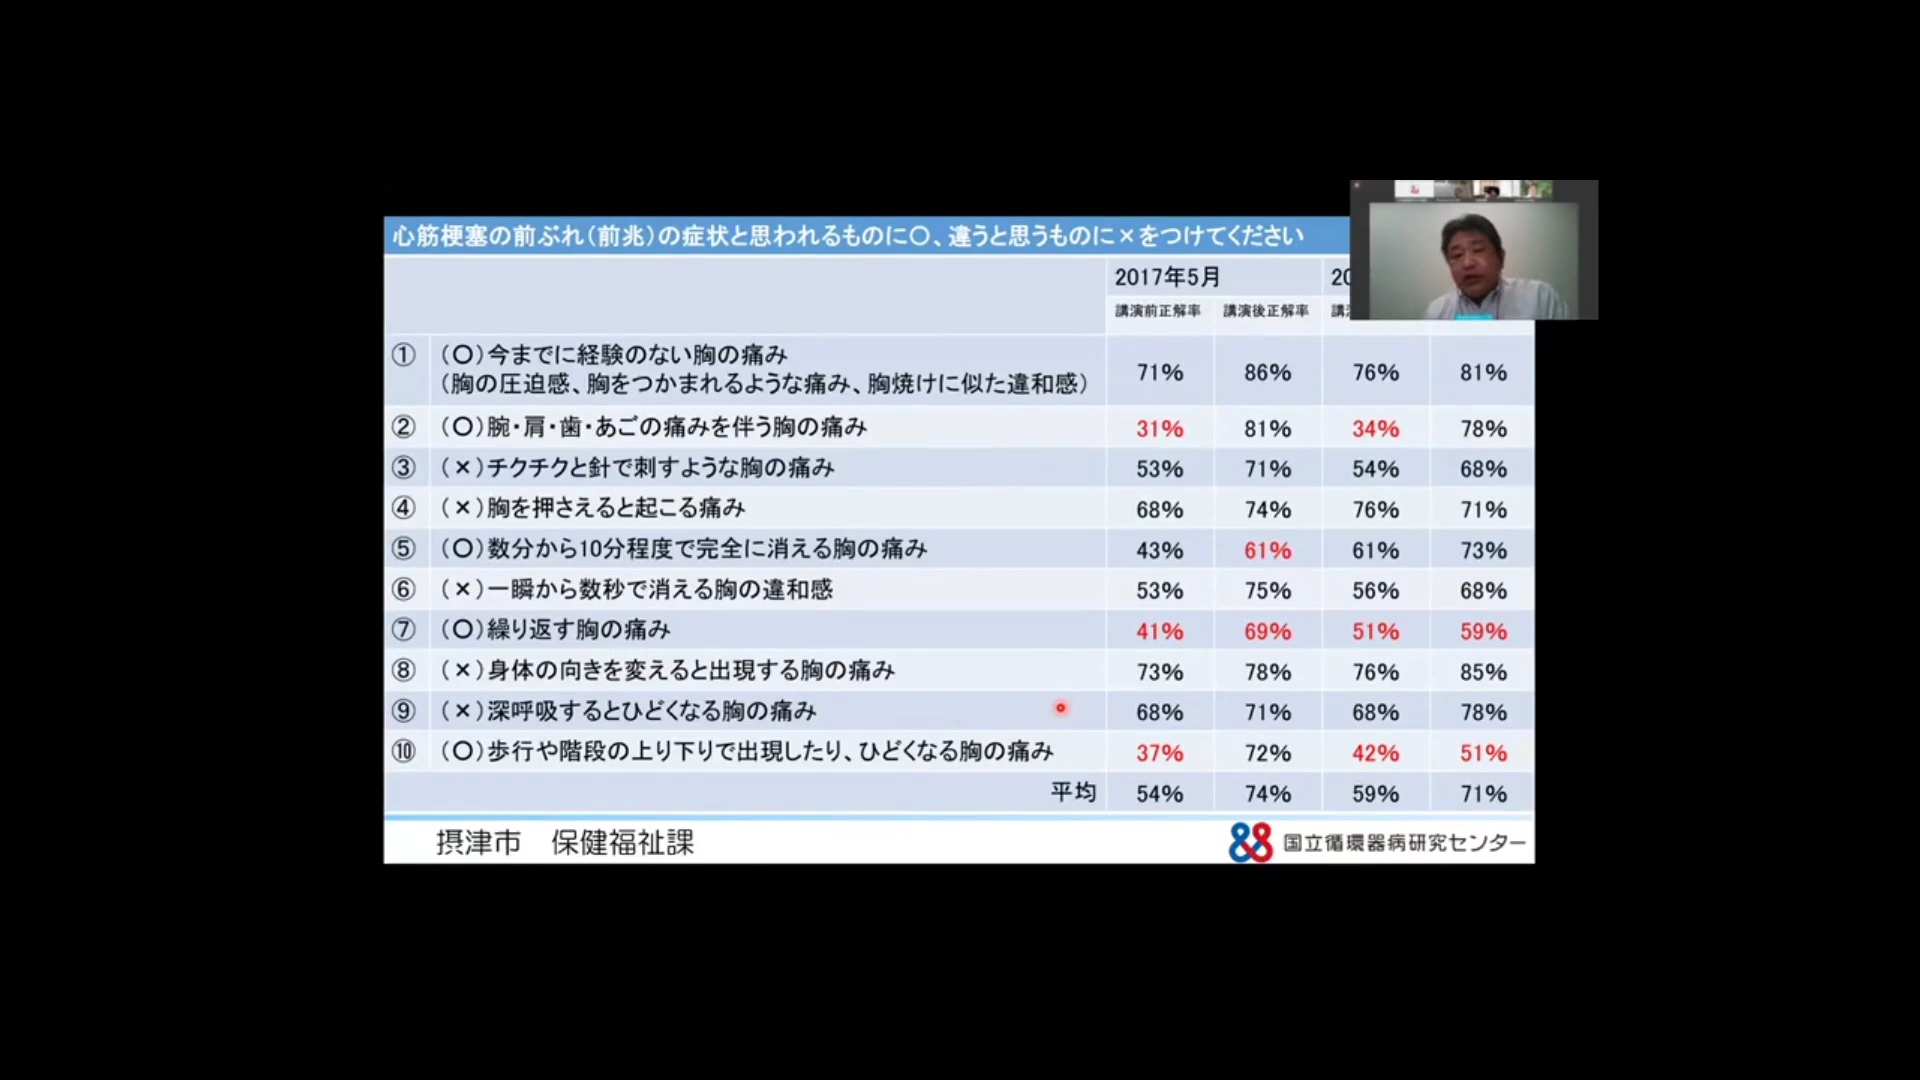 心筋梗塞の前ぶれ(前兆)の症状と思われるものに〇、違うと思うものに×をつけてください
2017年5月 20
講演前正解率 講演後正解率 講
① (〇)今までに経験のない胸の痛み
(胸の圧迫感、胸をつかまれるような痛み、胸焼けに似た違和感) 71% 86% 76% 81%
② (〇)腕・肩・歯・あごの痛みを伴う胸の痛み 31% 81% 34% 78%
③ (×)チクチクと針で刺すような胸の痛み 53% 71% 54% 68%
④ (×)胸を押さえると起こる痛み 68% 74% 76% 71%
⑤ (〇)数分から10分程度で完全に消える胸の痛み 43% 61% 61% 73%
⑥ (×)一瞬から数秒で消える胸の違和感 53% 75% 56% 68%
⑦ (〇)繰り返す胸の痛み 41% 69% 51% 59%
⑧ (×)身体の向きを変えると出現する胸の痛み 73% 78% 76% 85%
⑨ (×)深呼吸するとひどくなる胸の痛み 68% 71% 68% 78%
⑩ (〇)歩行や階段の上り下りで出現したり、ひどくなる胸の痛み 37% 72% 42% 51%
平均 54% 74% 59% 71%
摂津市 保健福祉課 国立循環器病研究センター